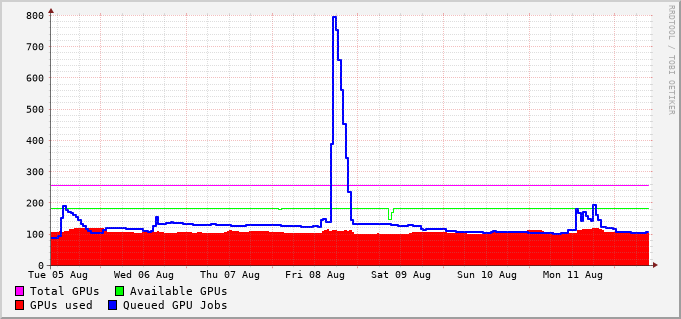 800
700
600
500
400
300
200
100
0
Tue 05 Aug Wed 06 Aug Thu 07 Aug Fri 08 Aug Sat 09 Aug Sun 10 Aug Mon 11 Aug
Total GPUs Available GPUs
GPUs used Queued GPU Jobs
RRDTOOL / TOBI OETIKER